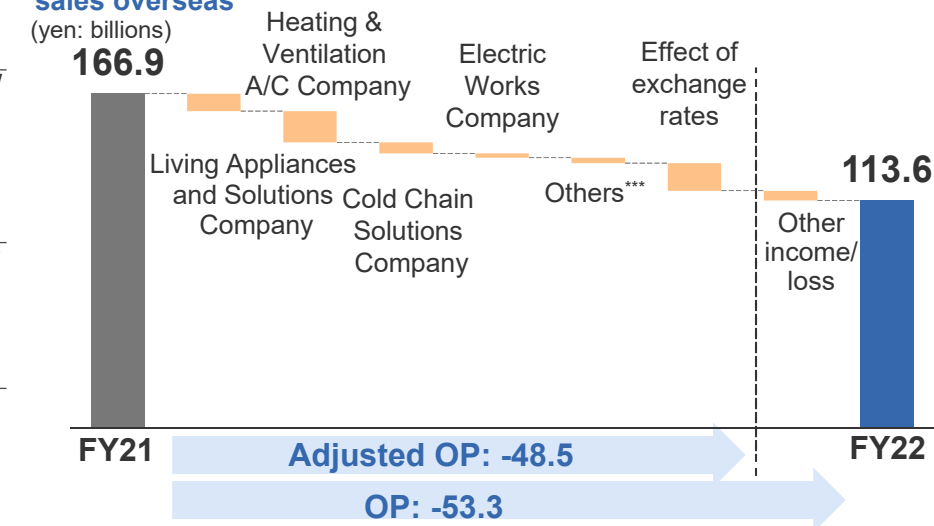 sales overseas
(yen: billions)
166.9
Heating &
Ventilation
A/C Company
Electric
Works
Company
Effect of
exchange
rates
Living Appliances
and Solutions
Company
Cold Chain
Solutions
Company
Others***
113.6
Other
income/
loss
FY21
FY22
Adjusted OP: -48.5
OP: -53.3